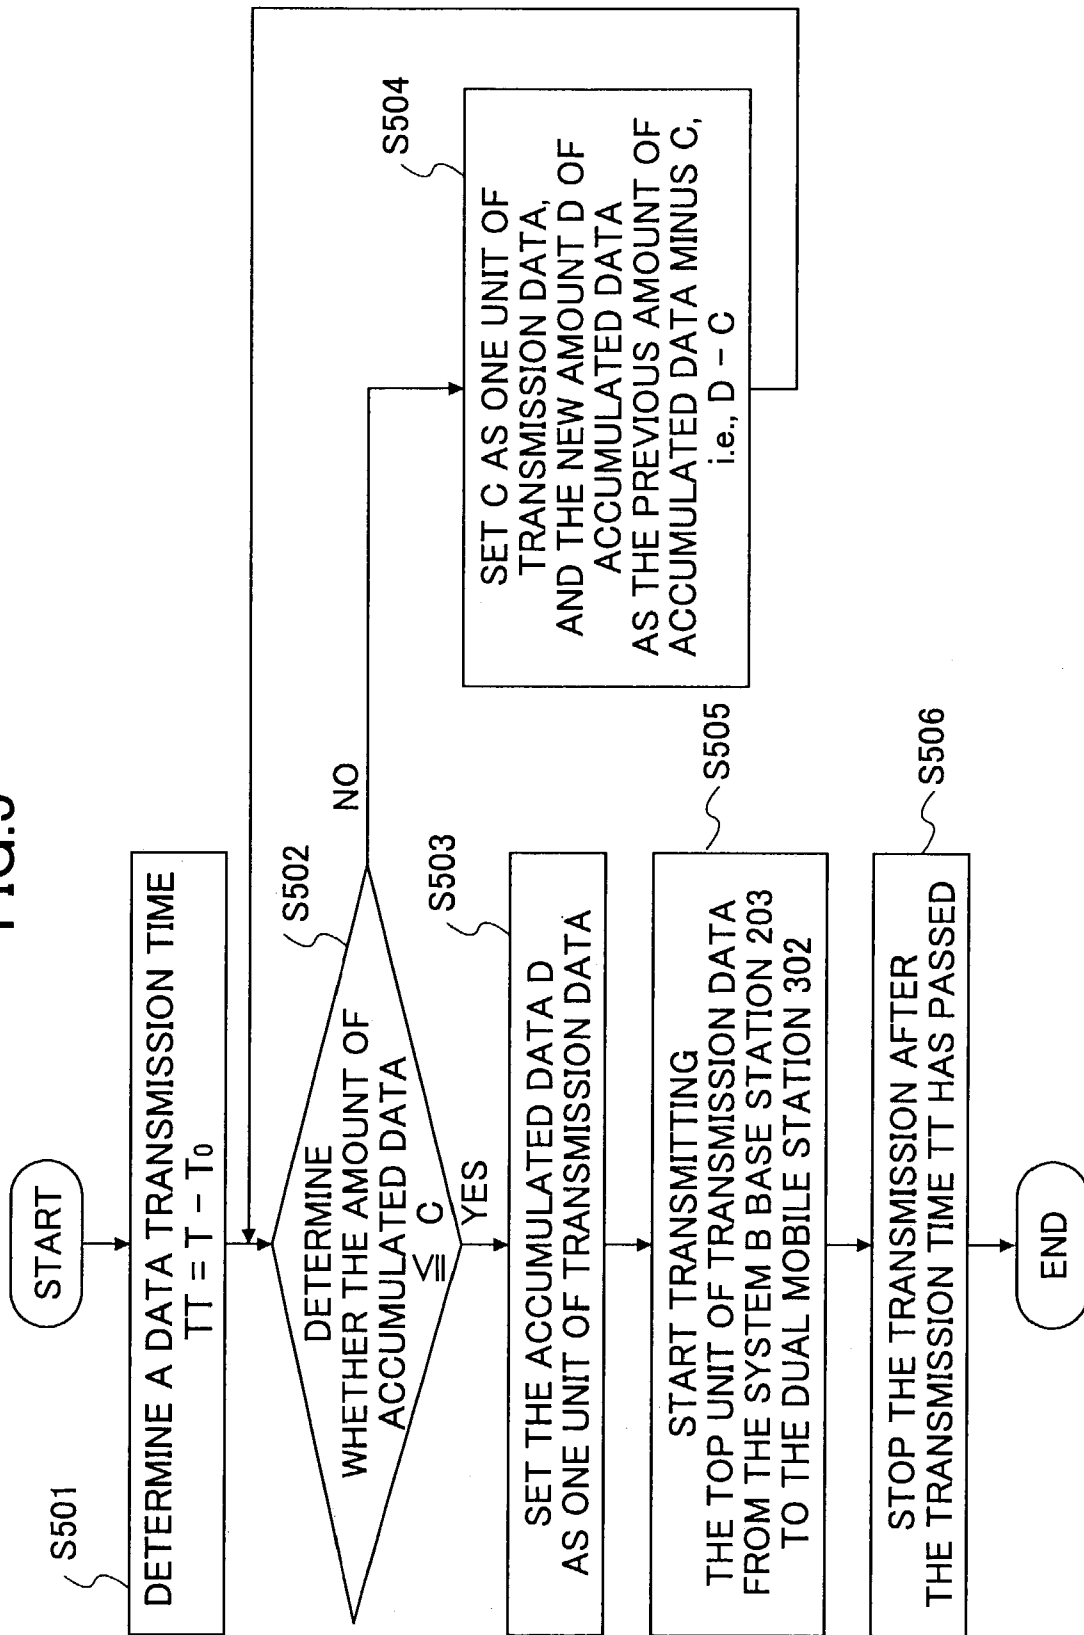 START
S501
DETERMINE A DATA TRANSMISSION TIME
TT = T − T0
S502
DETERMINE
WHETHER THE AMOUNT OF
ACCUMULATED DATA
≦ C
NO
YES
S503
SET THE ACCUMULATED DATA D
AS ONE UNIT OF TRANSMISSION DATA
S504
SET C AS ONE UNIT OF
TRANSMISSION DATA,
AND THE NEW AMOUNT D OF
ACCUMULATED DATA
AS THE PREVIOUS AMOUNT OF
ACCUMULATED DATA MINUS C,
i.e., D − C
S505
START TRANSMITTING
THE TOP UNIT OF TRANSMISSION DATA
FROM THE SYSTEM B BASE STATION 203
TO THE DUAL MOBILE STATION 302
S506
STOP THE TRANSMISSION AFTER
THE TRANSMISSION TIME TT HAS PASSED
END